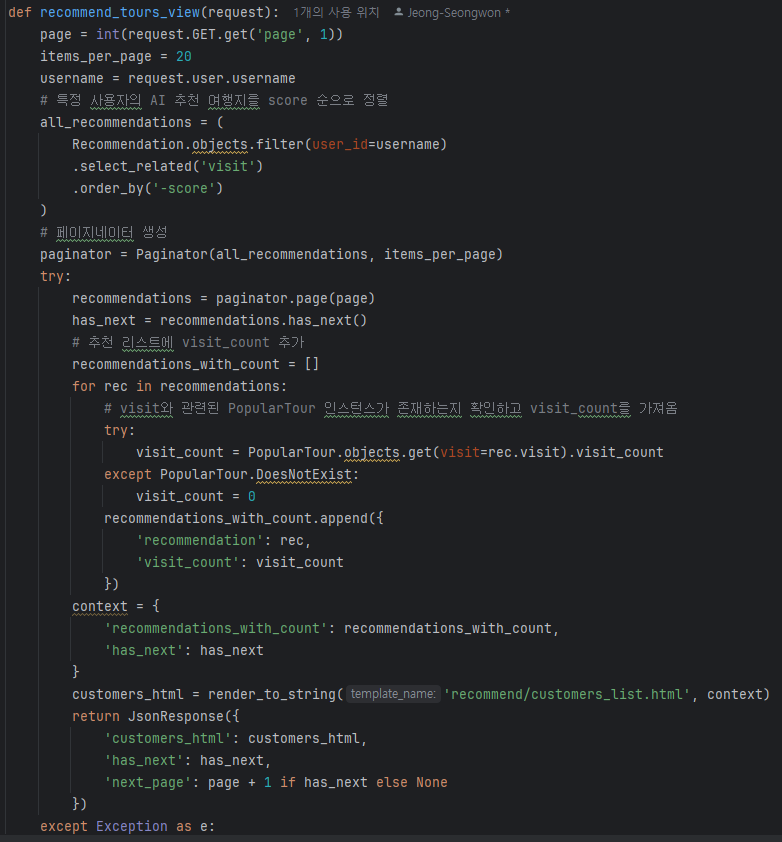 def recommend_tours_view(request): 1개의 사용 위치 Jeong-Seongwon *
    page = int(request.GET.get('page', 1))
    items_per_page = 20
    username = request.user.username
    # 특정 사용자의 AI 추천 여행지를 score 순으로 정렬
    all_recommendations = (
        Recommendation.objects.filter(user_id=username)
        .select_related('visit')
        .order_by('-score')
    )
    # 페이지네이터 생성
    paginator = Paginator(all_recommendations, items_per_page)
    try:
        recommendations = paginator.page(page)
        has_next = recommendations.has_next()
        # 추천 리스트에 visit_count 추가
        recommendations_with_count = []
        for rec in recommendations:
            # visit와 관련된 PopularTour 인스턴스가 존재하는지 확인하고 visit_count를 가져옴
            try:
                visit_count = PopularTour.objects.get(visit=rec.visit).visit_count
            except PopularTour.DoesNotExist:
                visit_count = 0
            recommendations_with_count.append({
                'recommendation': rec,
                'visit_count': visit_count
            })
        context = {
            'recommendations_with_count': recommendations_with_count,
            'has_next': has_next
        }
        customers_html = render_to_string( template_name: 'recommend/customers_list.html', context)
        return JsonResponse({
            'customers_html': customers_html,
            'has_next': has_next,
            'next_page': page + 1 if has_next else None
        })
    except Exception as e: